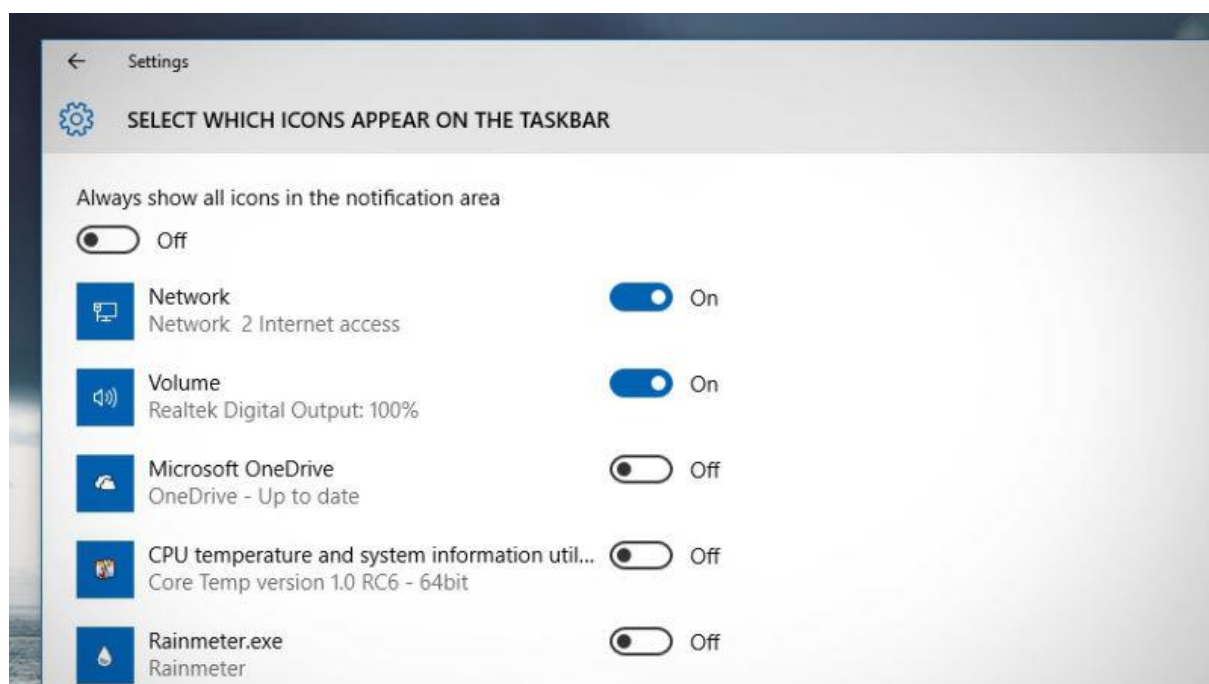 Settings
SELECT WHICH ICONS APPEAR ON THE TASKBAR
Always show all icons in the notification area
Off
Network
Network 2 Internet access
On
Volume
Realtek Digital Output: 100%
On
Microsoft OneDrive
OneDrive - Up to date
Off
CPU temperature and system information util...
Core Temp version 1.0 RC6 - 64bit
Off
Rainmeter.exe
Rainmeter
Off